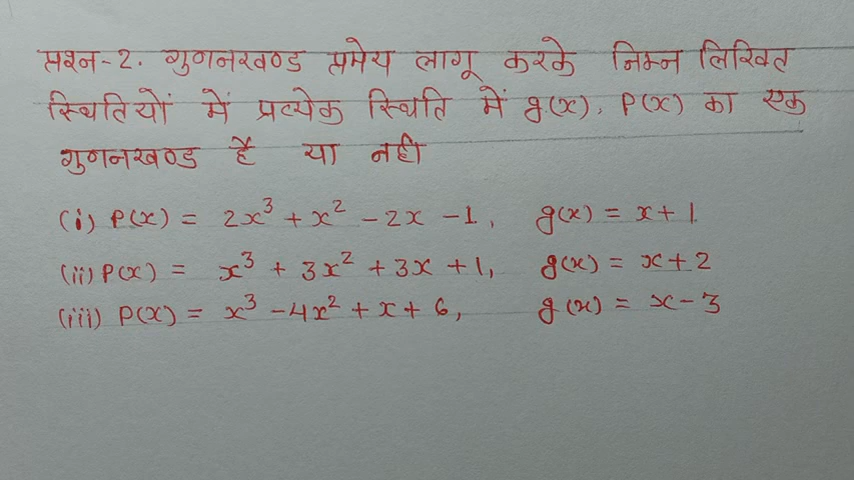 प्रश्न-2. गुणनखण्ड प्रमेय लागू करके निम्न लिखित
स्थितियों में प्रत्येक स्थिति में g(x), P(x) का एक
गुणनखण्ड है या नही
(i) P(x) = 2x³ + x² - 2x - 1, g(x) = x + 1
(ii) P(x) = x³ + 3x² + 3x + 1, g(x) = x + 2
(iii) P(x) = x³ - 4x² + x + 6, g(x) = x - 3